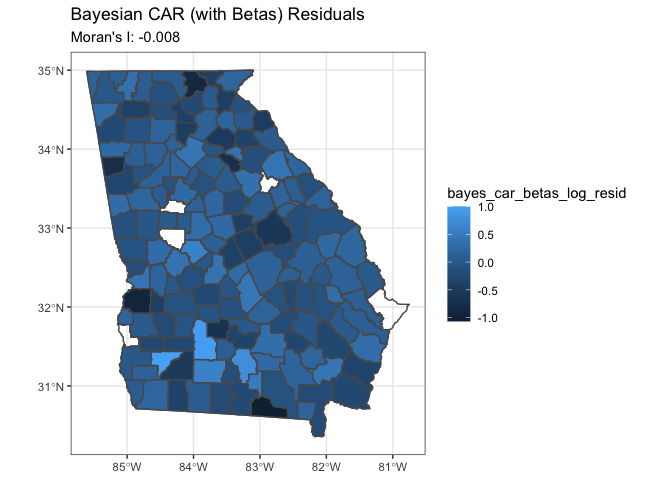 Bayesian CAR (with Betas) Residuals
Moran's I: -0.008
35°N
34°N
33°N
32°N
31°N
85°W
84°W
83°W
82°W
81°W
bayes_car_betas_log_resid
1.0
0.5
0.0
-0.5
-1.0